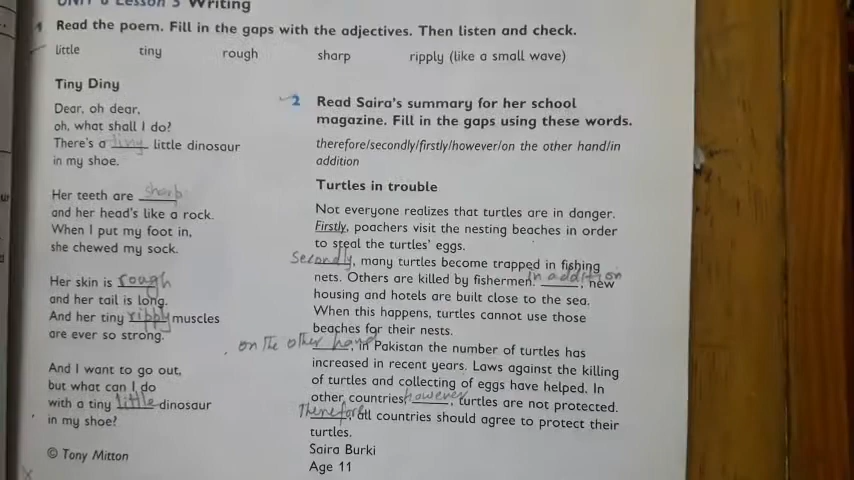 UNIT 6 Lesson 5 Writing
1 Read the poem. Fill in the gaps with the adjectives. Then listen and check.
little tiny rough sharp ripply (like a small wave)
Tiny Diny
Dear, oh dear,
oh, what shall I do?
There's a tiny little dinosaur
in my shoe.
Her teeth are sharp
and her head's like a rock.
When I put my foot in,
she chewed my sock.
Her skin is rough
and her tail is long.
And her tiny ripply muscles
are ever so strong.
And I want to go out,
but what can I do
with a tiny little dinosaur
in my shoe?
© Tony Mitton
2 Read Saira's summary for her school
magazine. Fill in the gaps using these words.
therefore/secondly/firstly/however/on the other hand/in
addition
Turtles in trouble
Not everyone realizes that turtles are in danger.
Firstly, poachers visit the nesting beaches in order
to steal the turtles' eggs.
Secondly, many turtles become trapped in fishing
nets. Others are killed by fishermen. in addition, new
housing and hotels are built close to the sea.
When this happens, turtles cannot use those
beaches for their nests.
on the other hand, in Pakistan the number of turtles has
increased in recent years. Laws against the killing
of turtles and collecting of eggs have helped. In
other countries, however, turtles are not protected.
Therefore, all countries should agree to protect their
turtles.
Saira Burki
Age 11